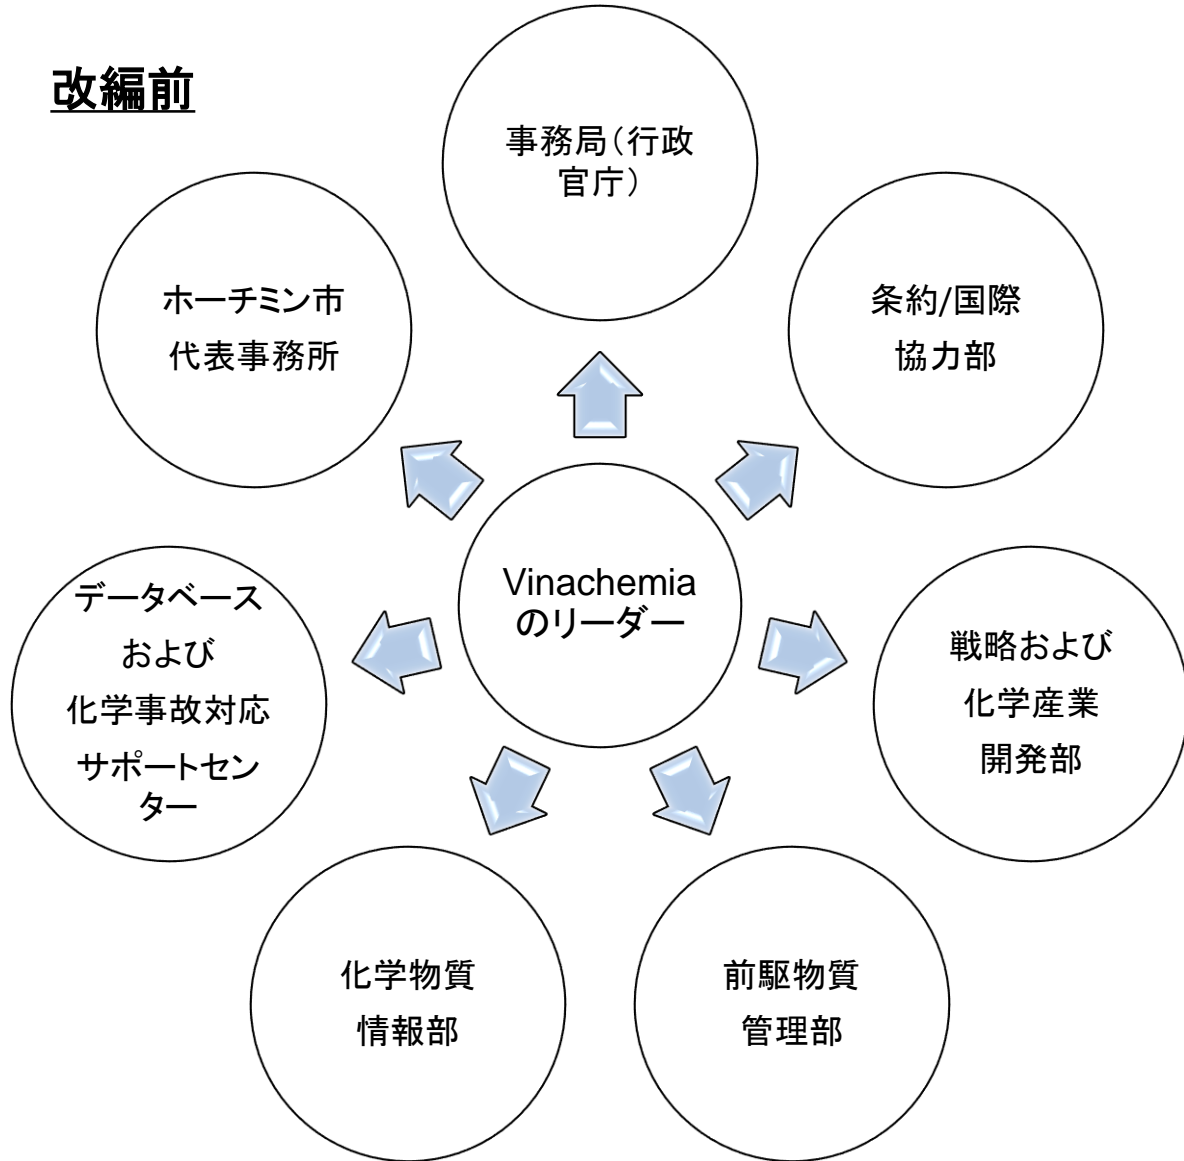 改編前
事務局（行政
官庁）
条約/国際
協力部
戦略および
化学産業
開発部
前駆物質
管理部
化学物質
情報部
データベース
および
化学事故対応
サポートセン
ター
ホーチミン市
代表事務所
Vinachemia
のリーダー